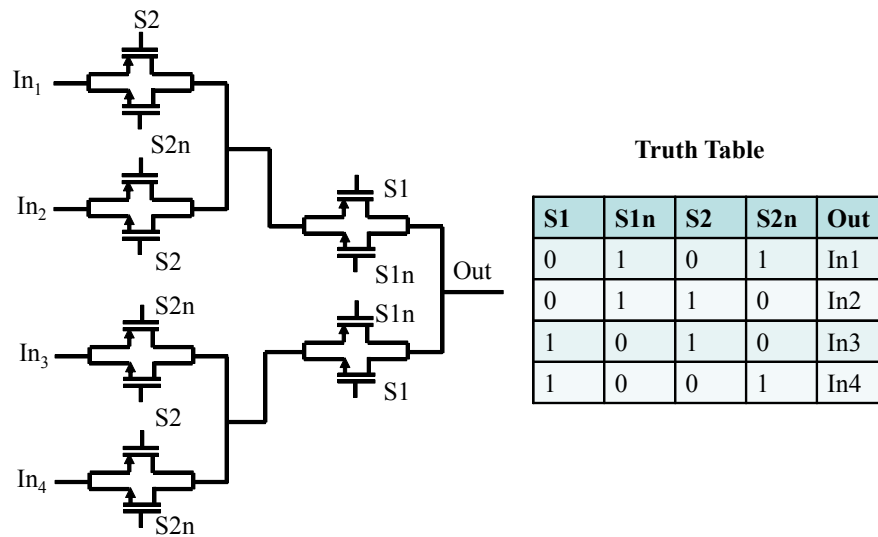 S2
In1
S2n
In2
S2
S1
S1n
Out
S2n
In3
S2
S1n
S1
In4
S2
S2n
Truth Table
S1 S1n S2 S2n Out
0 1 0 1 In1
0 1 1 0 In2
1 0 1 0 In3
1 0 0 1 In4